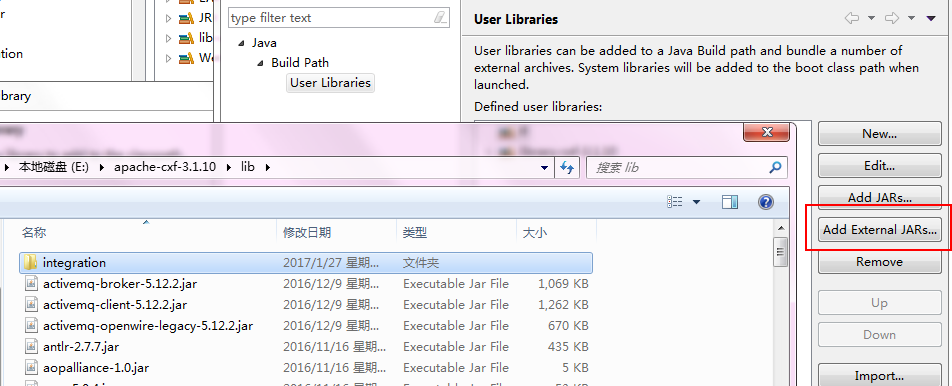 JR
lib
We
type filter text
Java
Build Path
User Libraries
User Libraries
User libraries can be added to a Java Build path and bundle a number of
external archives. System libraries will be added to the boot class path when
launched.
Defined user libraries:
New...
Edit...
Add JARs...
Add External JARs...
Remove
Up
Down
Import...
本地磁盘 (E:)
apache-cxf-3.1.10
lib
搜索 lib
名称 修改日期 类型 大小
integration 2017/1/27 星期... 文件夹
activemq-broker-5.12.2.jar 2016/12/9 星期... Executable Jar File 1,069 KB
activemq-client-5.12.2.jar 2016/12/9 星期... Executable Jar File 1,262 KB
activemq-openwire-legacy-5.12.2.jar 2016/12/9 星期... Executable Jar File 670 KB
antlr-2.7.7.jar 2016/11/16 星期... Executable Jar File 435 KB
aopalliance-1.0.jar 2016/11/16 星期... Executable Jar File 5 KB